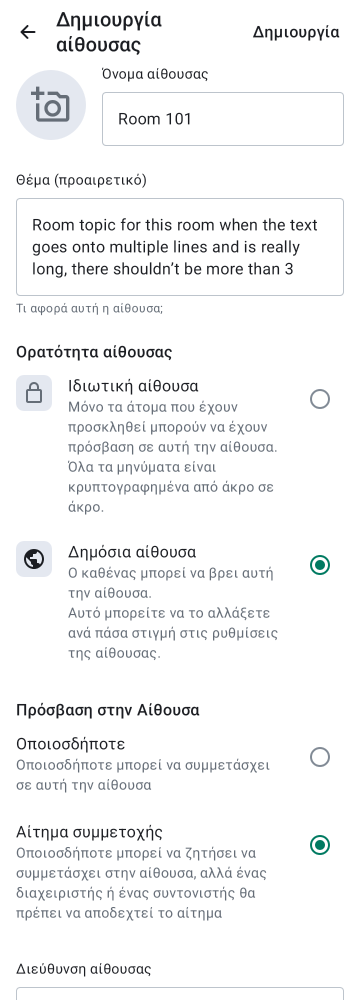 Δημιουργία
αίθουσας
Δημιουργία
Όνομα αίθουσας
Room 101
Θέμα (προαιρετικό)
Room topic for this room when the text
goes onto multiple lines and is really
long, there shouldn’t be more than 3
Τι αφορά αυτή η αίθουσα;
Ορατότητα αίθουσας
Ιδιωτική αίθουσα
Μόνο τα άτομα που έχουν
προσκληθεί μπορούν να έχουν
πρόσβαση σε αυτή την αίθουσα.
Όλα τα μηνύματα είναι
κρυπτογραφημένα από άκρο σε
άκρο.
Δημόσια αίθουσα
Ο καθένας μπορεί να βρει αυτή
την αίθουσα.
Αυτό μπορείτε να το αλλάξετε
ανά πάσα στιγμή στις ρυθμίσεις
της αίθουσας.
Πρόσβαση στην Αίθουσα
Οποιοσδήποτε
Οποιοσδήποτε μπορεί να συμμετάσχει
σε αυτή την αίθουσα
Αίτημα συμμετοχής
Οποιοσδήποτε μπορεί να ζητήσει να
συμμετάσχει στην αίθουσα, αλλά ένας
διαχειριστής ή ένας συντονιστής θα
πρέπει να αποδεχτεί το αίτημα
Διεύθυνση αίθουσας